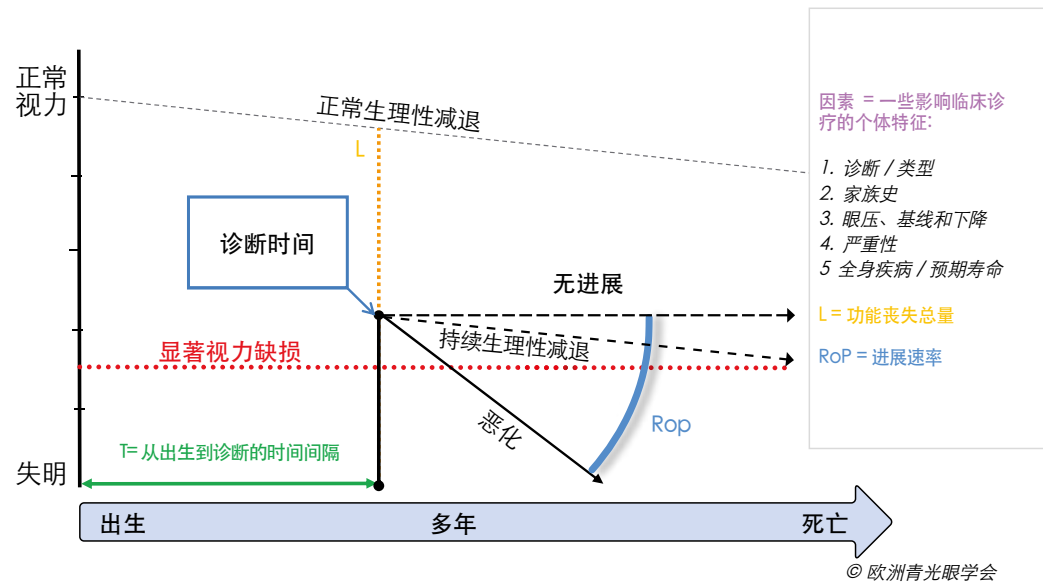 正常
视力
正常生理性减退
L
诊断时间
无进展
持续生理性减退
显著视力缺损
恶化
Rop
T= 从出生到诊断的时间间隔
失明
出生
多年
死亡
因素 = 一些影响临床诊
疗的个体特征:
1. 诊断 / 类型
2. 家族史
3. 眼压、基线和下降
4. 严重性
5 全身疾病 / 预期寿命
L = 功能丧失总量
RoP = 进展速率
© 欧洲青光眼学会